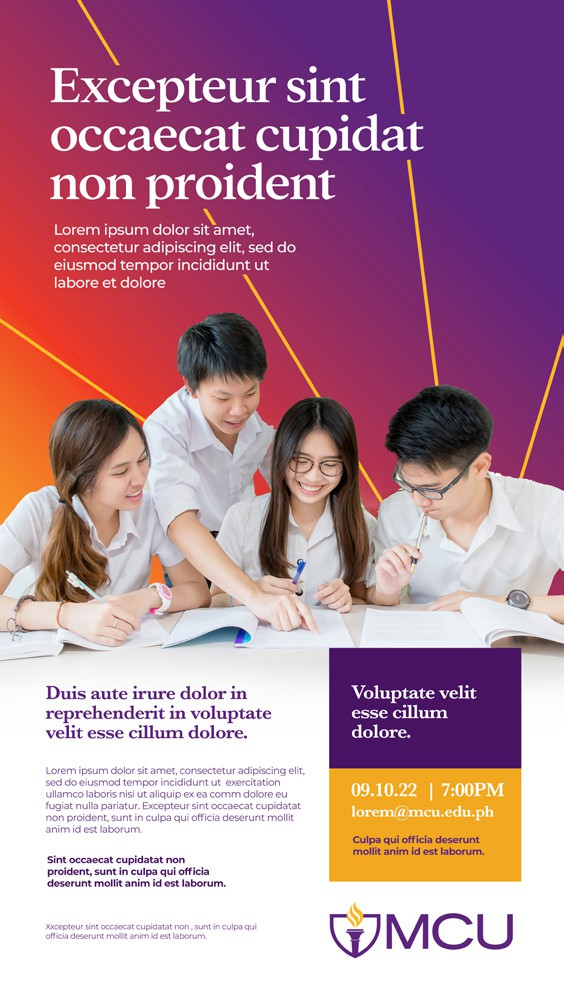 Excepteur sint
occaecat cupidat
non proident
Lorem ipsum dolor sit amet,
consectetur adipiscing elit, sed do
eiusmod tempor incididunt ut
labore et dolore
Duis aute irure dolor in
reprehenderit in voluptate
velit esse cillum dolore.
Lorem ipsum dolor sit amet, consectetur adipiscing elit,
sed do eiusmod tempor incididunt ut exercitation
ullamco laboris nisi ut aliquip ex ea comm dolore eu
fugiat nulla pariatur. Excepteur sint occaecat cupidatat
non proident, sunt in culpa qui officia deserunt mollit
anim id est laborum.
Sint occaecat cupidatat non
proident, sunt in culpa qui officia
deserunt mollit anim id est laborum.
Xxcepteur sint occaecat cupidatat non , sunt in culpa qui
officia deserunt mollit anim id est laborum.
Voluptate velit
esse cillum
dolore.
09.10.22 | 7:00PM
lorem@mcu.edu.ph
Culpa qui officia deserunt
mollit anim id est laborum.
MCU